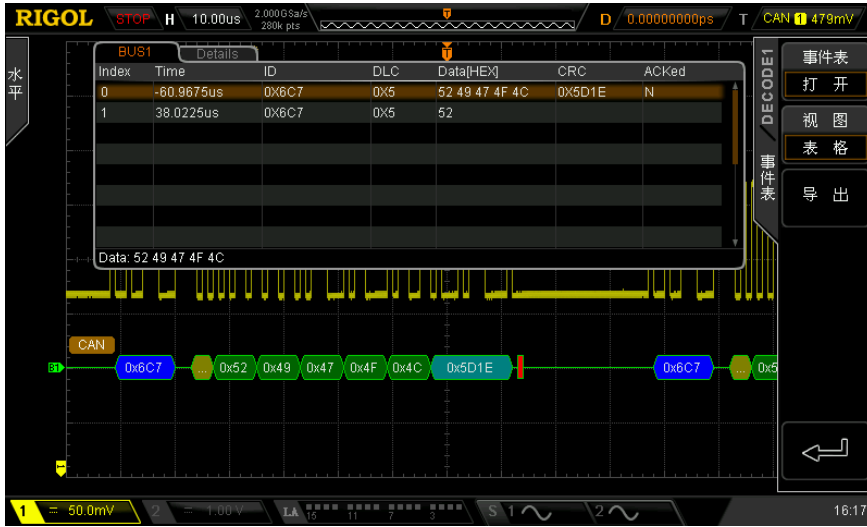 RIGOL STOP H 10.00us 2.000GSa/s 280k pts D 0.00000000ps T CAN 1 479mV
水平
BUS1 Details
Index Time ID DLC Data[HEX] CRC ACKed
0 -60.9675us 0X6C7 0X5 52 49 47 4F 4C 0X5D1E N
1 38.0225us 0X6C7 0X5 52
Data: 52 49 47 4F 4C
DECODE1
事件表
事件表
打 开
视 图
表 格
导 出
CAN
B1 0x6C7 ... 0x52 0x49 0x47 0x4F 0x4C 0x5D1E 0x6C7 ... 0x5
1 = 50.0mV 2 = 1.00 V LA 15 11 7 3 S 1 2 16:17